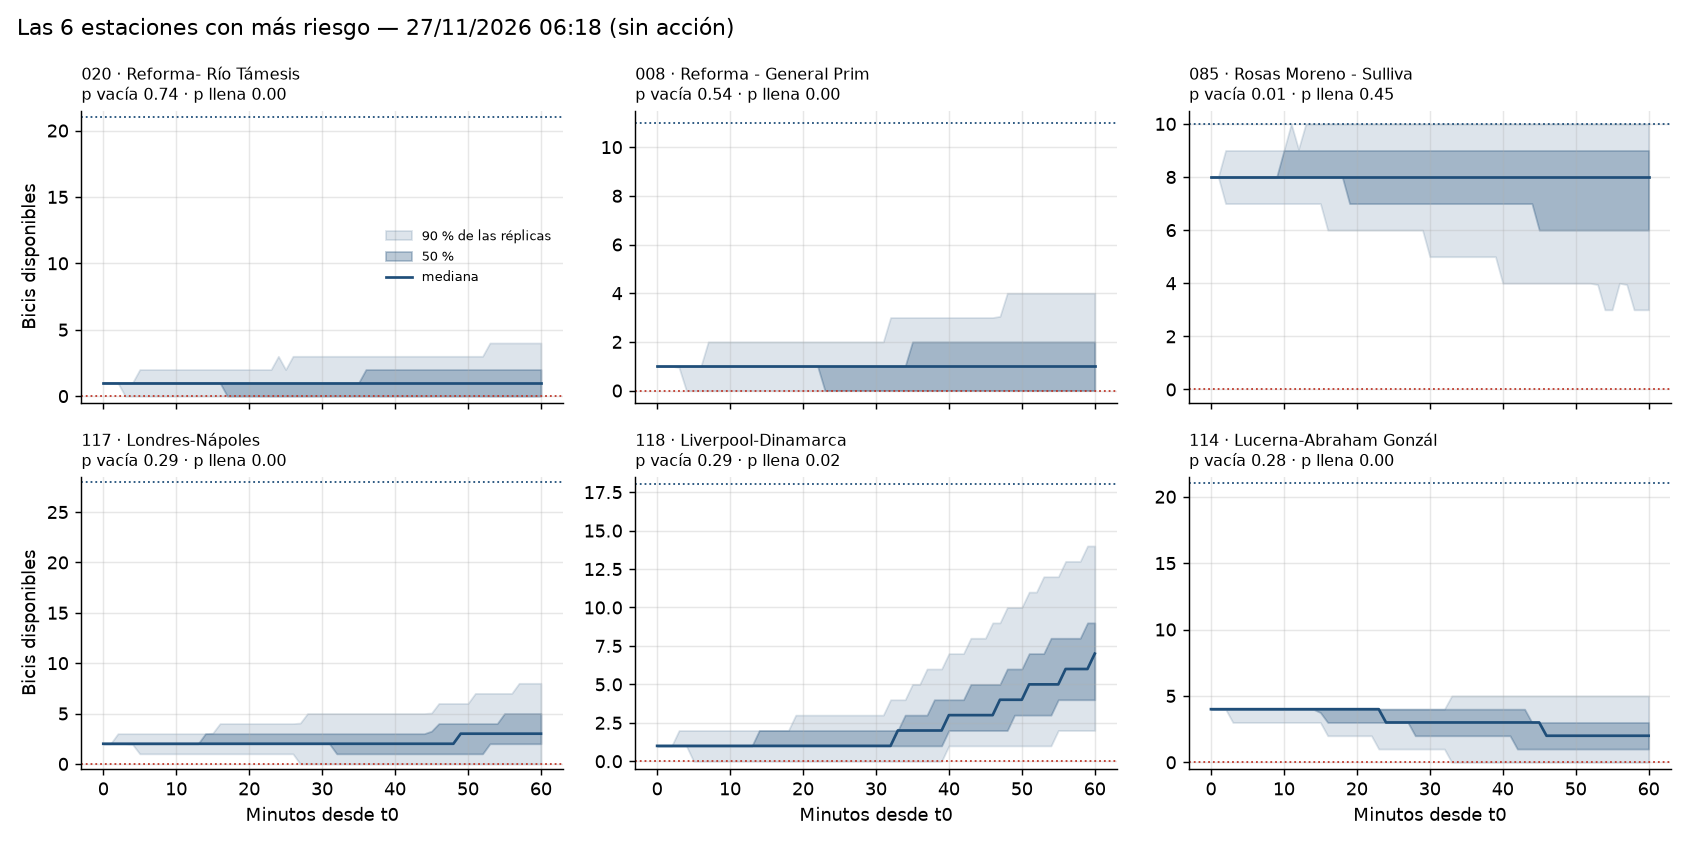 Las 6 estaciones con más riesgo — 27/11/2026 06:18 (sin acción)
020 · Reforma- Río Támesis
p vacía 0.74 · p llena 0.00
20
15
10
5
0
Bicis disponibles
90 % de las réplicas
50 %
mediana
008 · Reforma - General Prim
p vacía 0.54 · p llena 0.00
10
8
6
4
2
0
085 · Rosas Moreno - Sulliva
p vacía 0.01 · p llena 0.45
10
8
6
4
2
0
117 · Londres-Nápoles
p vacía 0.29 · p llena 0.00
25
20
15
10
5
0
Bicis disponibles
0 10 20 30 40 50 60
Minutos desde t0
118 · Liverpool-Dinamarca
p vacía 0.29 · p llena 0.02
17.5
15.0
12.5
10.0
7.5
5.0
2.5
0.0
0 10 20 30 40 50 60
Minutos desde t0
114 · Lucerna-Abraham Gonzál
p vacía 0.28 · p llena 0.00
20
15
10
5
0
0 10 20 30 40 50 60
Minutos desde t0